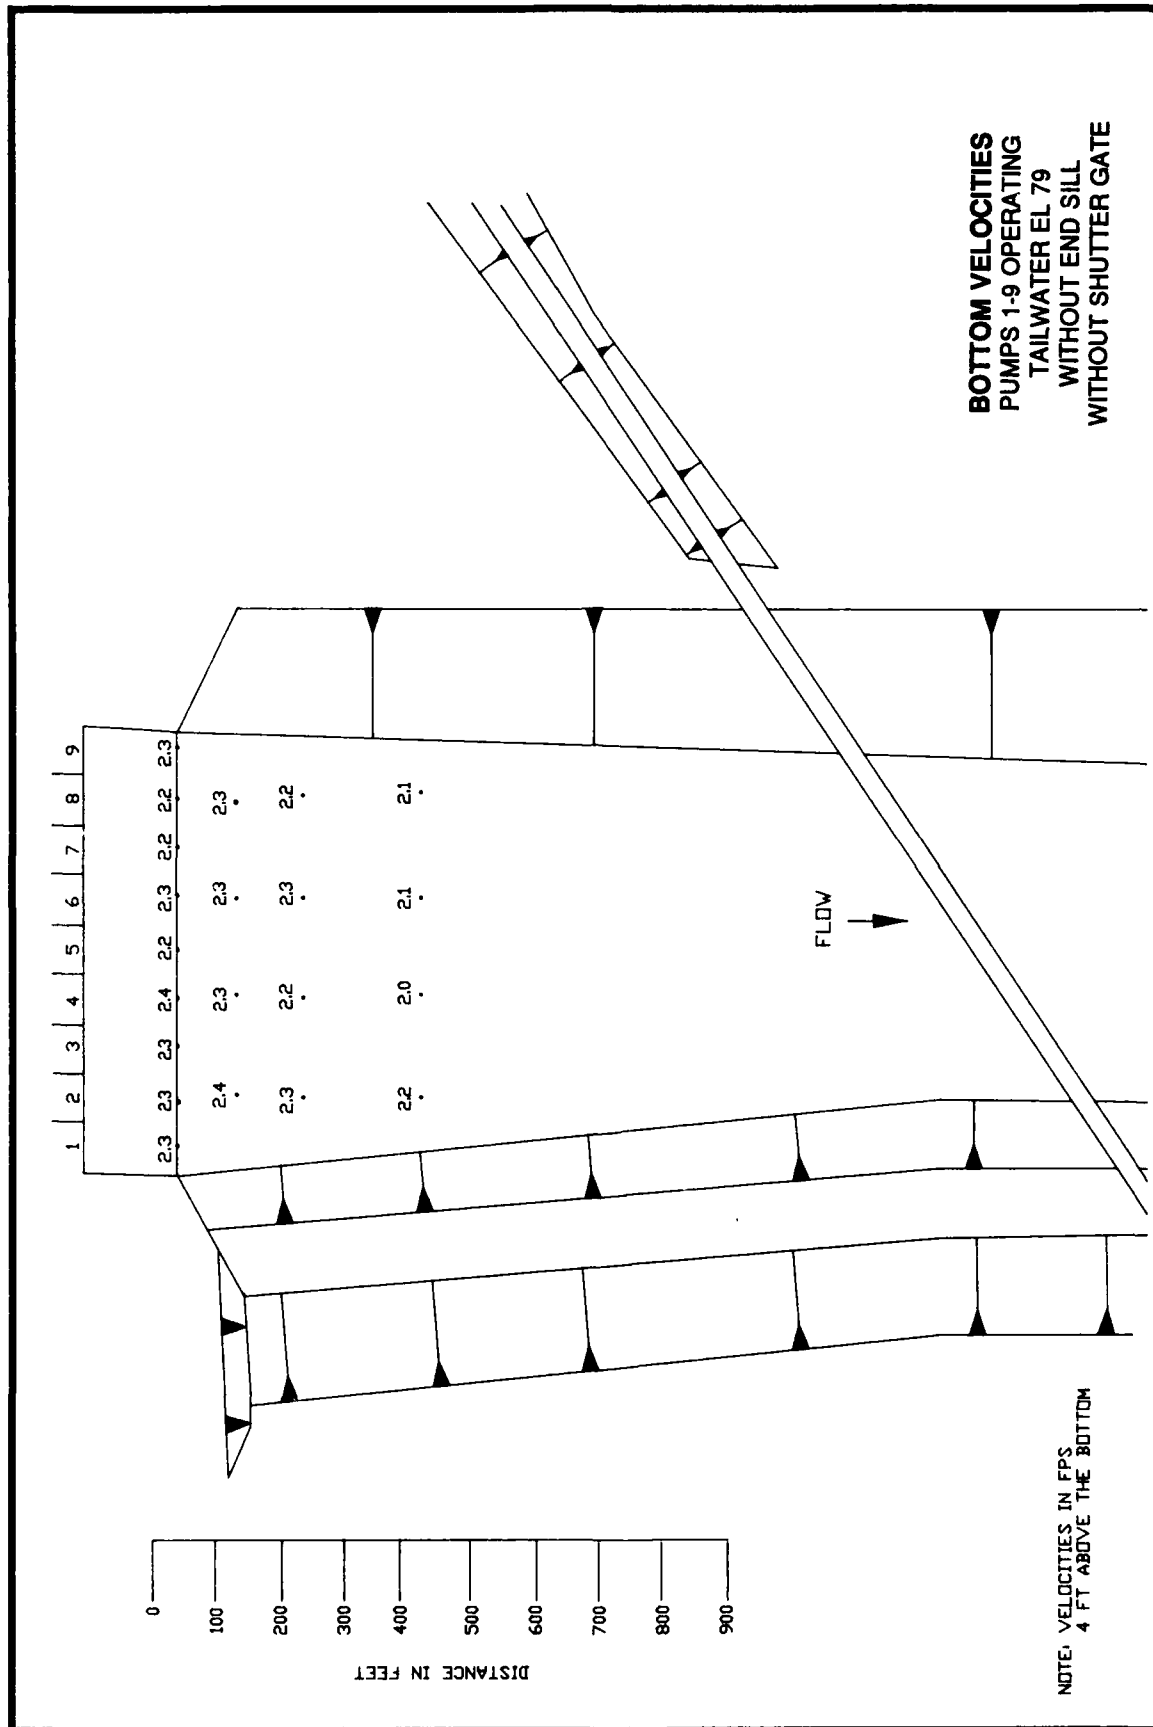 1 2 3 4 5 6 7 8 9
2.3 2.3 2.3 2.4 2.2 2.3 2.2 2.2 2.3
2.4 2.3 2.3 2.3
2.3 2.2 2.3 2.2
2.2 2.0 2.1 2.1
FLOW
DISTANCE IN FEET
0
100
200
300
400
500
600
700
800
900
NOTE: VELOCITIES IN FPS
4 FT ABOVE THE BOTTOM
BOTTOM VELOCITIES
PUMPS 1-9 OPERATING
TAILWATER EL 79
WITHOUT END SILL
WITHOUT SHUTTER GATE